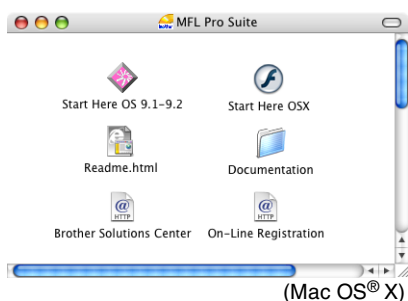 MFL Pro Suite
Start Here OS 9.1-9.2
Start Here OSX
Readme.html
Documentation
@
HTTP
@
HTTP
Brother Solutions Center
On-Line Registration
(Mac OS® X)